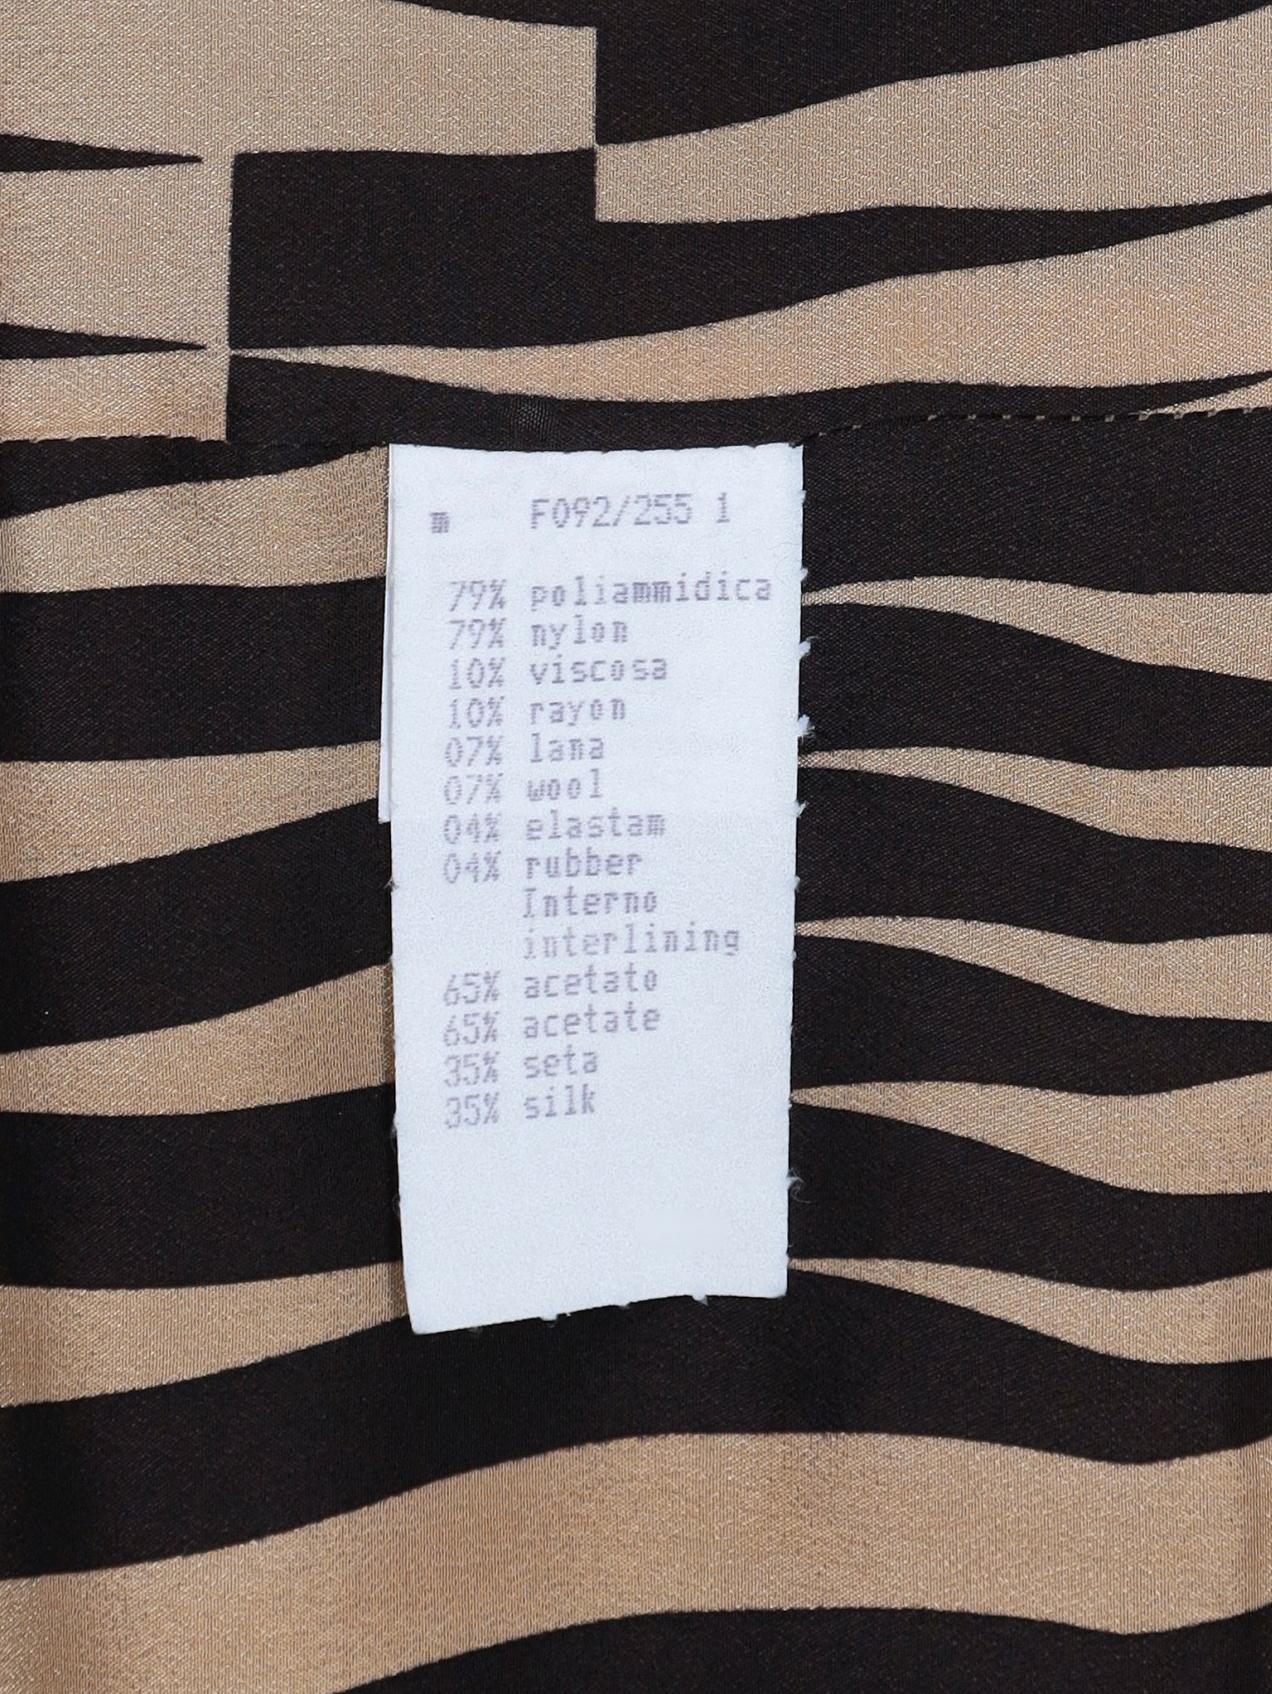 m F092/255 1
79% poliammidica
79% nylon
10% viscosa
10% rayon
07% lana
07% wool
04% elastam
04% rubber
Interno
interlining
65% acetato
65% acetate
35% seta
35% silk